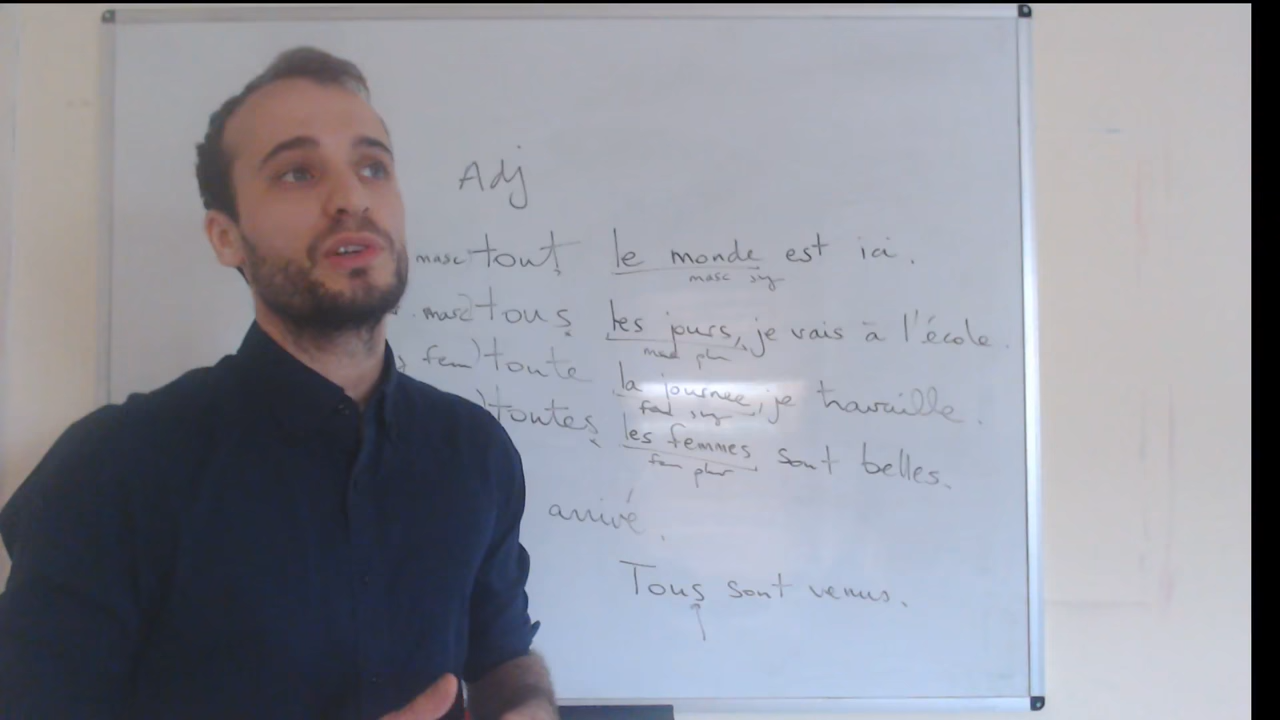 Adj
masc tout le monde est ici.
masc sg
masc) tous les jours, je vais à l'école.
masc plur
fem) toute la journee, je travaille.
fem sg
) toutes les femmes sont belles.
fem plur
arrivé.
Tous sont venus.